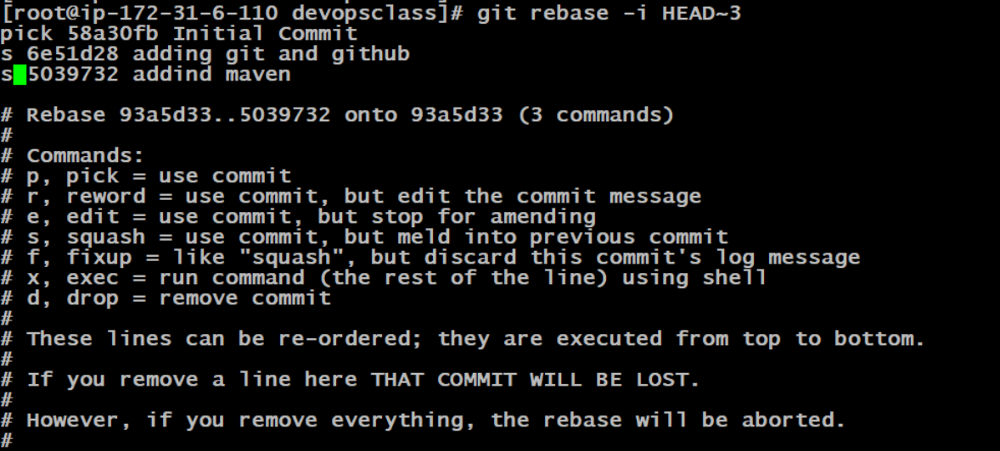 [root@ip-172-31-6-110 devopsclass]# git rebase -i HEAD~3
pick 58a30fb Initial Commit
s 6e51d28 adding git and github
s 5039732 addind maven
# Rebase 93a5d33..5039732 onto 93a5d33 (3 commands)
#
# Commands:
# p, pick = use commit
# r, reword = use commit, but edit the commit message
# e, edit = use commit, but stop for amending
# s, squash = use commit, but meld into previous commit
# f, fixup = like "squash", but discard this commit's log message
# x, exec = run command (the rest of the line) using shell
# d, drop = remove commit
#
# These lines can be re-ordered; they are executed from top to bottom.
#
# If you remove a line here THAT COMMIT WILL BE LOST.
#
# However, if you remove everything, the rebase will be aborted.
#